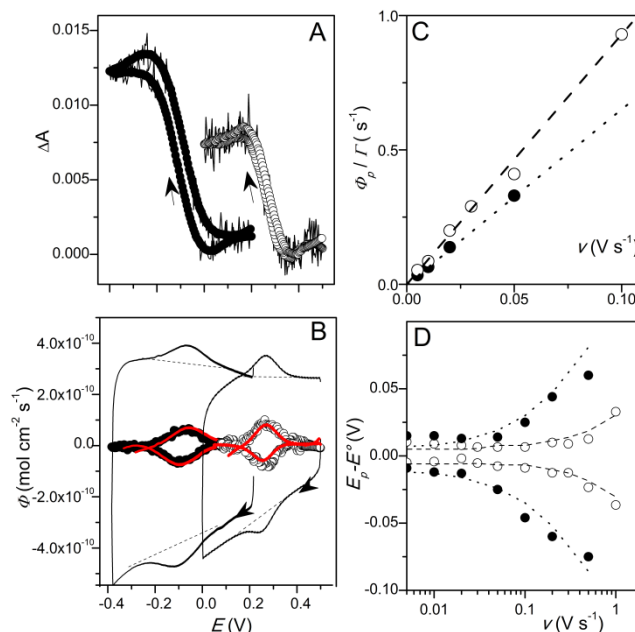 A
0.015
0.010
0.005
0.000
ΔA
B
4.0x10⁻¹⁰
2.0x10⁻¹⁰
0.0
-2.0x10⁻¹⁰
-4.0x10⁻¹⁰
Φ (mol cm⁻² s⁻¹)
-0.4 -0.2 0.0 0.2 0.4
E (V)
C
1.0
0.5
0.0
Φp / Γ ( s⁻¹)
ν (V s⁻¹)
0.00 0.05 0.10
D
0.05
0.00
-0.05
-0.10
Ep-E° (V)
0.01 0.1 1
ν (V s⁻¹)